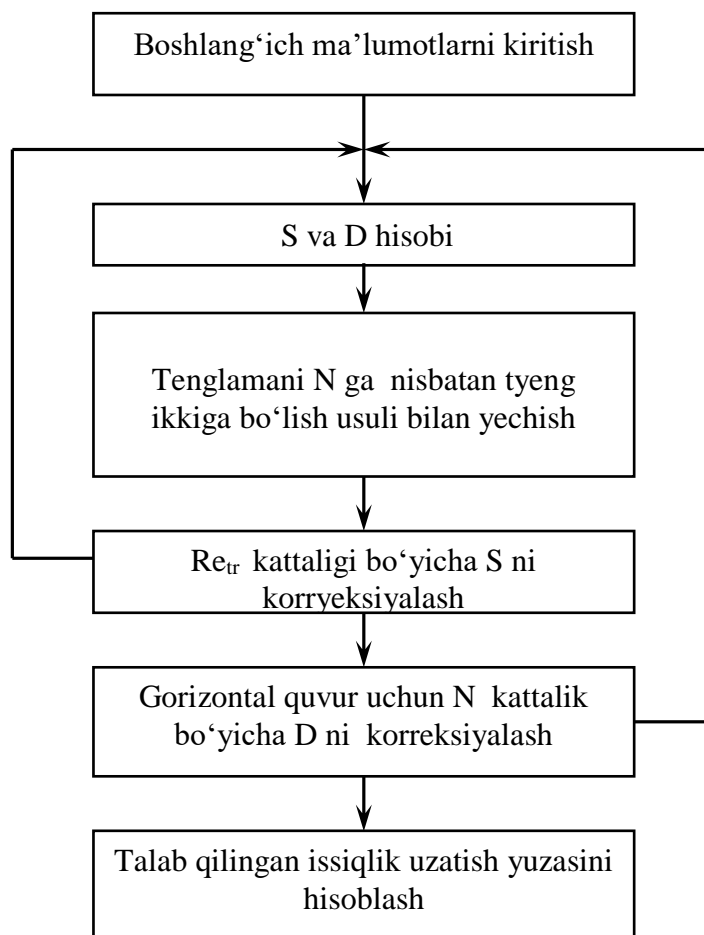 Boshlang‘ich ma’lumotlarni kiritish
S va D hisobi
Tenglamani N ga nisbatan tyeng
ikkiga bo‘lish usuli bilan yechish
Retr kattaligi bo‘yicha S ni
korryeksiyalash
Gorizontal quvur uchun N kattalik
bo‘yicha D ni korreksiyalash
Talab qilingan issiqlik uzatish yuzasini
hisoblash